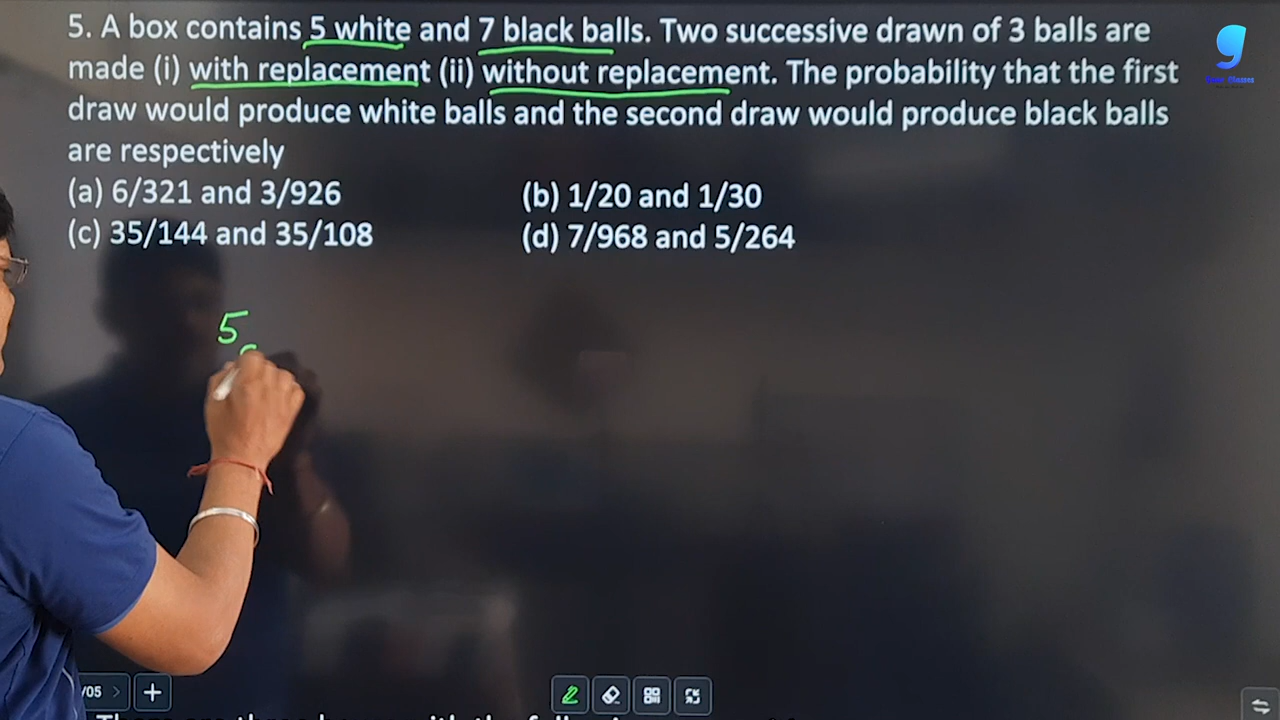 5. A box contains 5 white and 7 black balls. Two successive drawn of 3 balls are
made (i) with replacement (ii) without replacement. The probability that the first
draw would produce white balls and the second draw would produce black balls
are respectively
(a) 6/321 and 3/926 (b) 1/20 and 1/30
(c) 35/144 and 35/108 (d) 7/968 and 5/264
5
/05